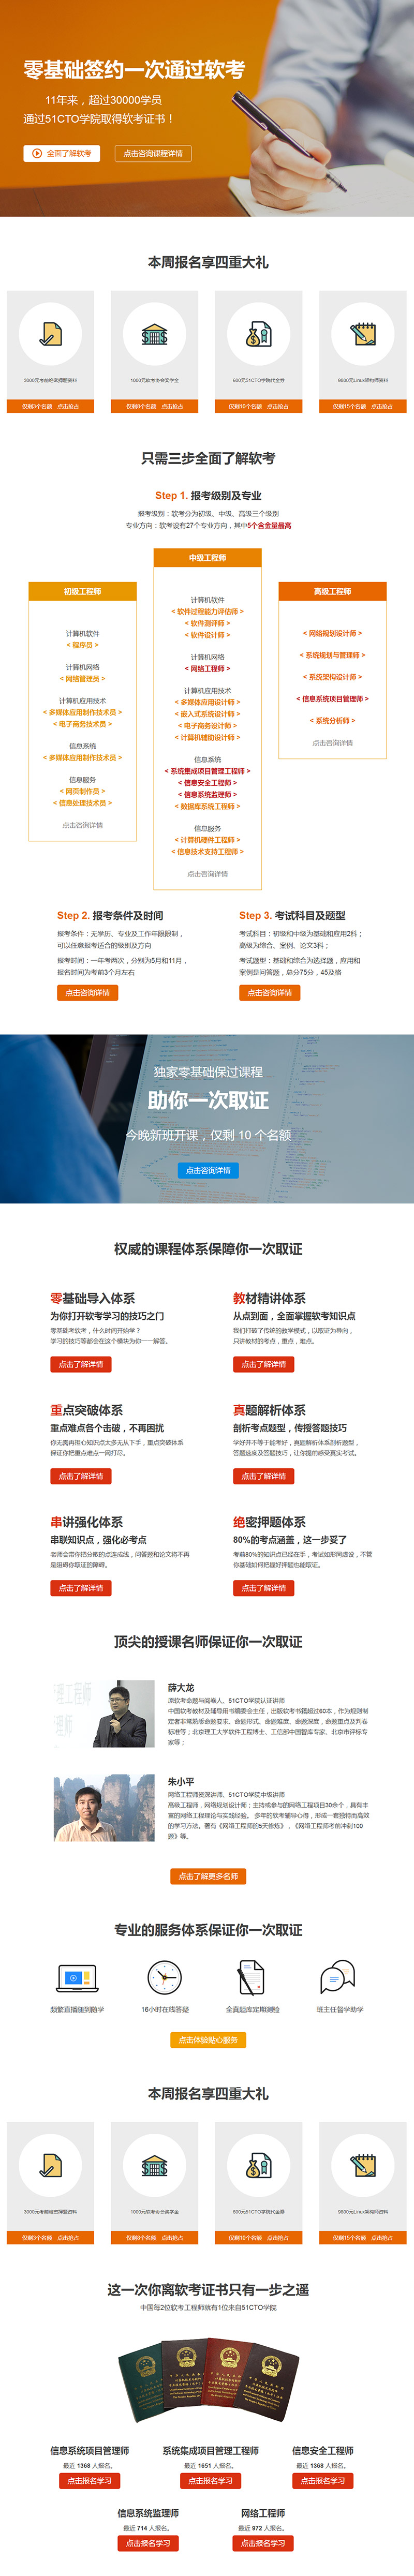 零基础签约一次通过软考
11年来，超过30000学员
通过51CTO学院取得软考证书！
全面了解软考
点击咨询课程详情
本周报名享四重大礼
3000元考前绝密押题资料
1000元软考协会奖学金
600元51CTO学院代金券
9600元Linux架构师资料
仅剩3个名额 点击抢占
仅剩8个名额 点击抢占
仅剩10个名额 点击抢占
仅剩15个名额 点击抢占
只需三步全面了解软考
Step 1. 报考级别及专业
报考级别：软考分为初级、中级、高级三个级别
专业方向：软考设有27个专业方向，其中5个含金量最高
初级工程师
计算机软件
< 程序员 >
计算机网络
< 网络管理员 >
计算机应用技术
< 多媒体应用制作技术员 >
< 电子商务技术员 >
信息系统
< 多媒体应用制作技术员 >
信息服务
< 网页制作员 >
< 信息处理技术员 >
点击咨询详情
中级工程师
计算机软件
< 软件过程能力评估师 >
< 软件测评师 >
< 软件设计师 >
计算机网络
< 网络工程师 >
计算机应用技术
< 多媒体应用设计师 >
< 嵌入式系统设计师 >
< 电子商务设计师 >
< 计算机辅助设计师 >
信息系统
< 系统集成项目管理工程师 >
< 信息安全工程师 >
< 信息系统监理师 >
< 数据库系统工程师 >
信息服务
< 计算机硬件工程师 >
< 信息技术支持工程师 >
点击咨询详情
高级工程师
< 网络规划设计师 >
< 系统规划与管理师 >
< 系统架构设计师 >
< 信息系统项目管理师 >
< 系统分析师 >
点击咨询详情
Step 2. 报考条件及时间
报考条件：无学历、专业及工作年限限制，
可以任意报考适合的级别及方向
报考时间：一年考两次，分别为5月和11月，
报名时间为考前3个月左右
点击咨询详情
Step 3. 考试科目及题型
考试科目：初级和中级为基础和应用2科；
高级为综合、案例、论文3科；
考试题型：基础和综合为选择题，应用和
案例是问答题，总分75分，45及格
点击咨询详情
独家零基础保过课程
助你一次取证
今晚新班开课，仅剩 10 个名额
点击咨询详情
权威的课程体系保障你一次取证
零基础导入体系
为你打开软考学习的技巧之门
零基础考软考，什么时间开始学？
学习的技巧等都会在这个模块为你一一解答。
点击了解详情
教材精讲体系
从点到面，全面掌握软考知识点
我们打破了传统的教学模式，以取证为导向，
只讲教材的考点，重点，难点。
点击了解详情
重点突破体系
重点难点各个击破，不再困扰
你无需再担心知识点太多无从下手，重点突破体系
保证你把重点难点一网打尽。
点击了解详情
真题解析体系
剖析考点题型，传授答题技巧
学好并不等于能考好，真题解析体系剖析题型，
答题速度及答题技巧，让你提前感受真实考试。
点击了解详情
串讲强化体系
串联知识点，强化必考点
老师会带你把分散的点连成线，问答题和论文将不再
是阻碍你取证的障碍。
点击了解详情
绝密押题体系
80%的考点涵盖，这一步妥了
考前80%的知识点已经在手，考试如形同虚设，不管
你基础如何把握好押题也能取证。
点击了解详情
顶尖的授课名师保证你一次取证
薛大龙
原软考命题与阅卷人、51CTO学院认证讲师
中国软考教材及辅导用书编委会主任，出版软考书籍超过60本，作为规则制
定者非常熟悉命题要求、命题形式、命题难度、命题深度，命题重点及判卷
标准等；北京理工大学软件工程博士、工信部中国智库专家、北京市评标专
家等；
朱小平
网络工程师资深讲师、51CTO学院中级讲师
高级工程师，网络规划设计师；主持或参与的网络工程项目30余个，具有丰
富的网络工程理论与实践经验。多年的软考辅导心得，形成一套独特而高效
的学习方法。著有《网络工程师的5天修炼》，《网络工程师考前冲刺100
题》等。
点击了解更多名师
专业的服务体系保证你一次取证
频繁直播随到随学
16小时在线答疑
全真题库定期测验
班主任督学助学
点击体验贴心服务
本周报名享四重大礼
3000元考前绝密押题资料
1000元软考协会奖学金
600元51CTO学院代金券
9600元Linux架构师资料
仅剩3个名额 点击抢占
仅剩8个名额 点击抢占
仅剩10个名额 点击抢占
仅剩15个名额 点击抢占
这一次你离软考证书只有一步之遥
中国每2位软考工程师就有1位来自51CTO学院
信息系统项目管理师
最近 1368 人报名。
点击报名学习
系统集成项目管理工程师
最近 1651 人报名。
点击报名学习
信息安全工程师
最近 1368 人报名。
点击报名学习
信息系统监理师
最近 714 人报名。
点击报名学习
网络工程师
最近 972 人报名。
点击报名学习